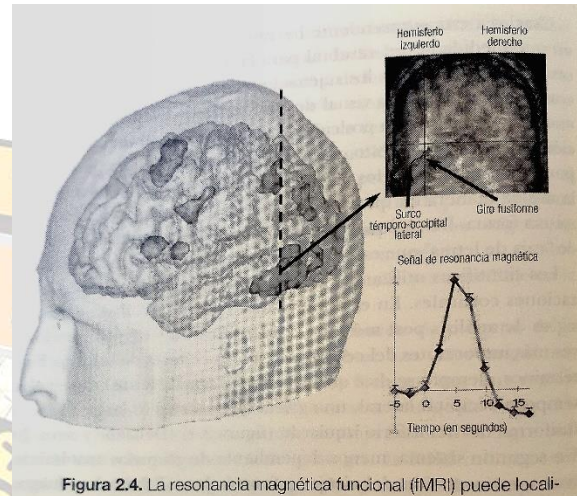 Hemisferio izquierdo
Hemisferio derecho
Surco témporo-occipital lateral
Giro fusiforme
Señal de resonancia magnética
-5 0 5 10 15
Tiempo (en segundos)
Figura 2.4. La resonancia magnética funcional (fMRI) puede locali-